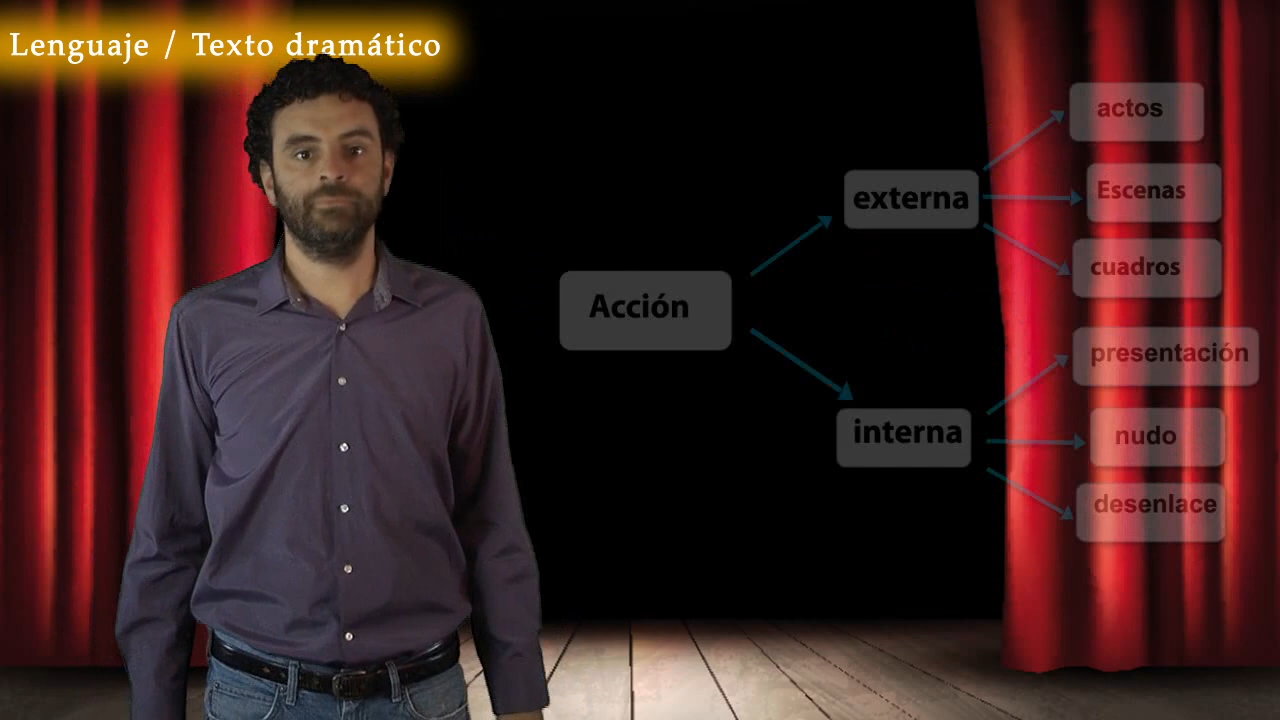 Lenguaje / Texto dramático
Acción
externa
actos
Escenas
cuadros
interna
presentación
nudo
desenlace